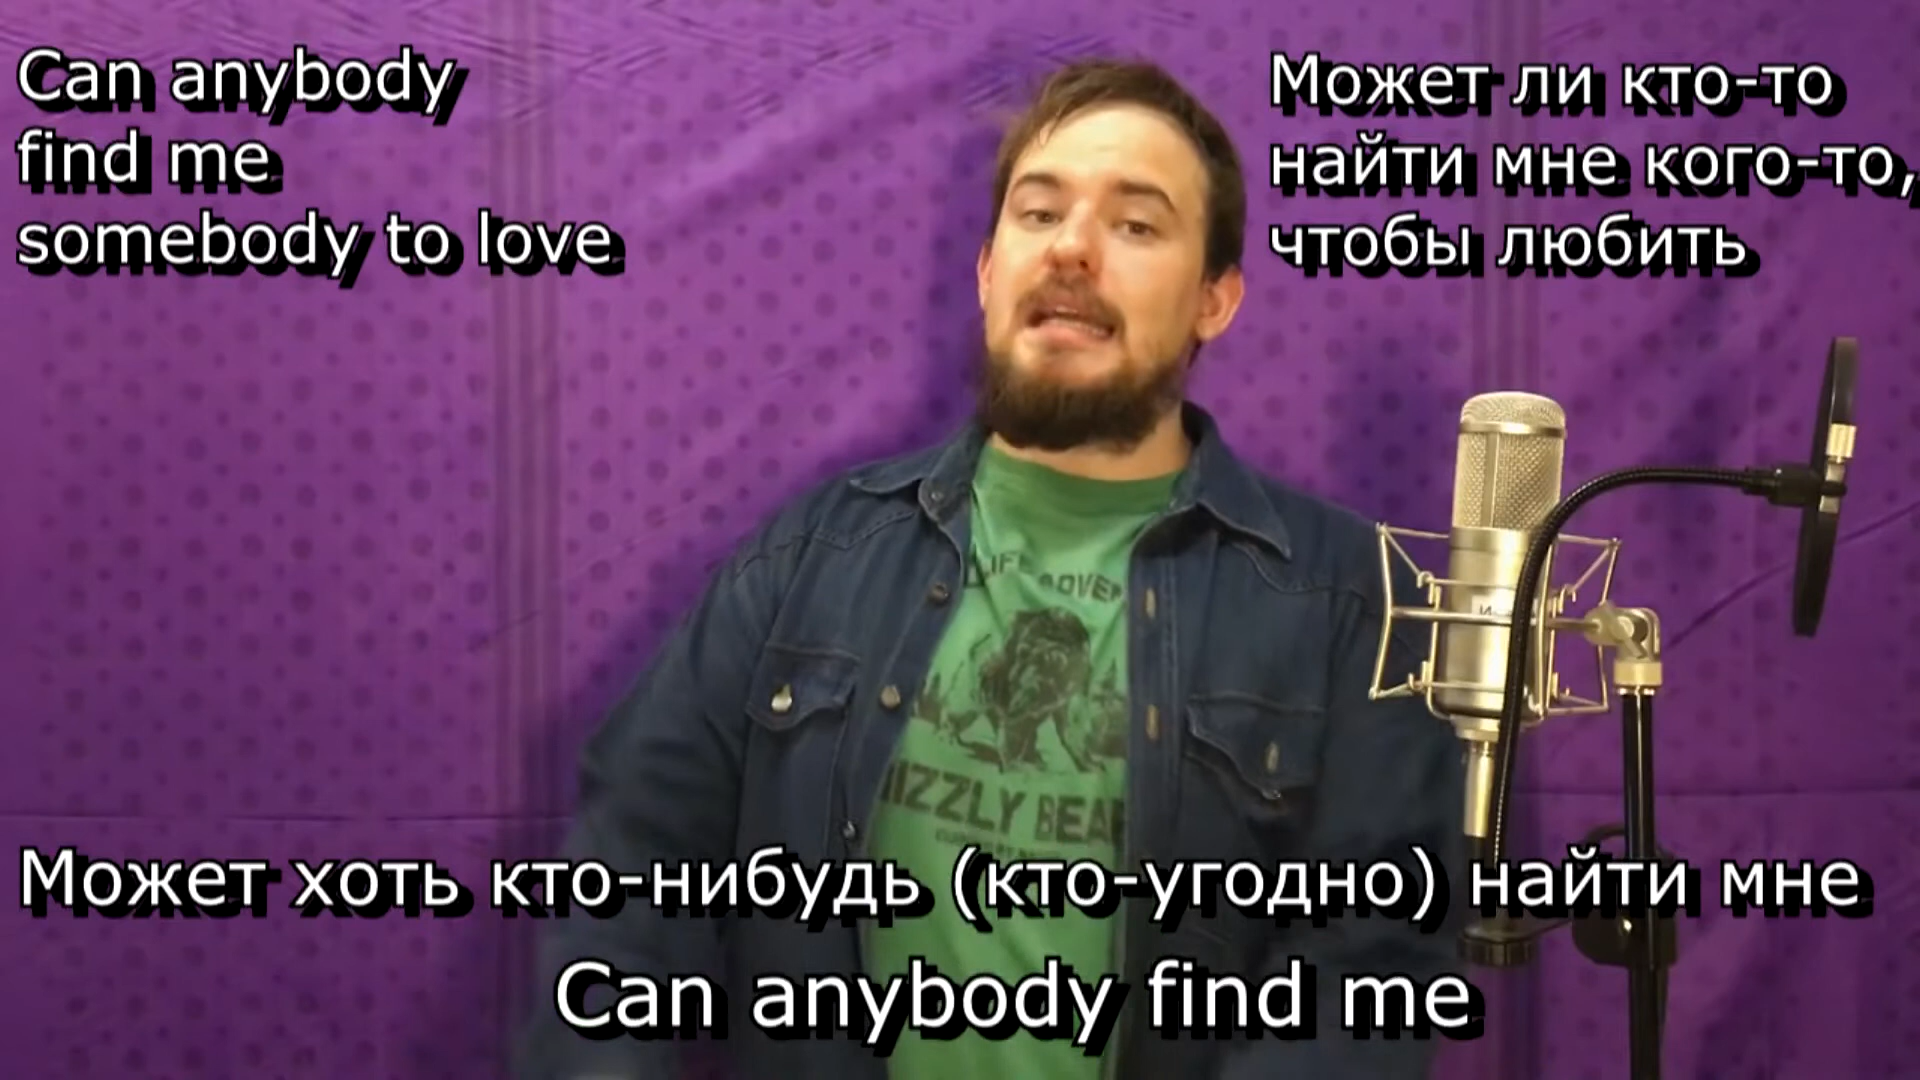 Can anybody
find me
somebody to love
Может ли кто-то
найти мне кого-то,
чтобы любить
BEAR
Может хоть кто-нибудь (кто-угодно) найти мне
Can anybody find me